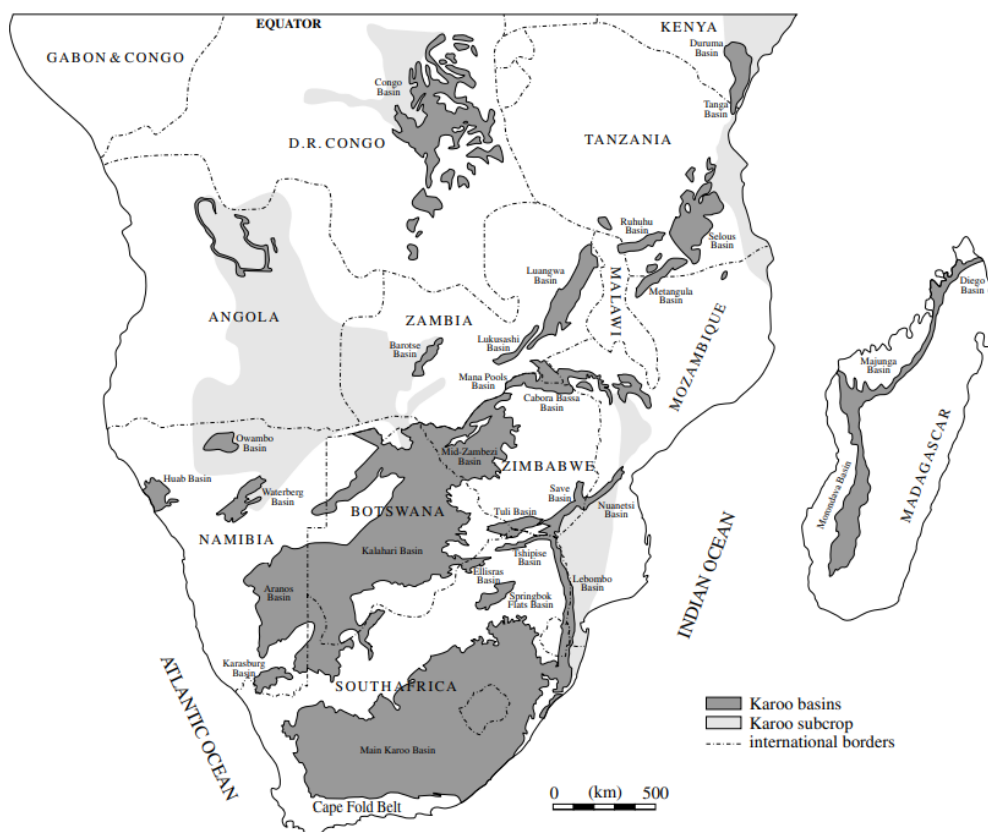 EQUATOR
KENYA
GABON & CONGO
Duruma
Basin
Congo
Basin
Tanga
Basin
D.R. CONGO
TANZANIA
Ruhuhu
Basin
Selous
Basin
Luangwa
Basin
MALAWI
Metangula
Basin
Diego
Basin
ANGOLA
ZAMBIA
Lukusashi
Basin
Barotse
Basin
MOZAMBIQUE
Majunga
Basin
Mana Pools
Basin
Cabora Bassa
Basin
MADAGASCAR
Owambo
Basin
Mid-Zambezi
Basin
ZIMBABWE
Huab Basin
Waterberg
Basin
Save
Basin
Morondava Basin
BOTSWANA
Tuli Basin
Nuanetsi
Basin
NAMIBIA
Kalahari Basin
Tshipise
Basin
Ellisras
Basin
Lebombo
Basin
INDIAN OCEAN
Aranos
Basin
Springbok
Flats Basin
Karasburg
Basin
SOUTHAFRICA
ATLANTIC OCEAN
Karoo basins
Karoo subcrop
international borders
Main Karoo Basin
Cape Fold Belt
0 (km) 500